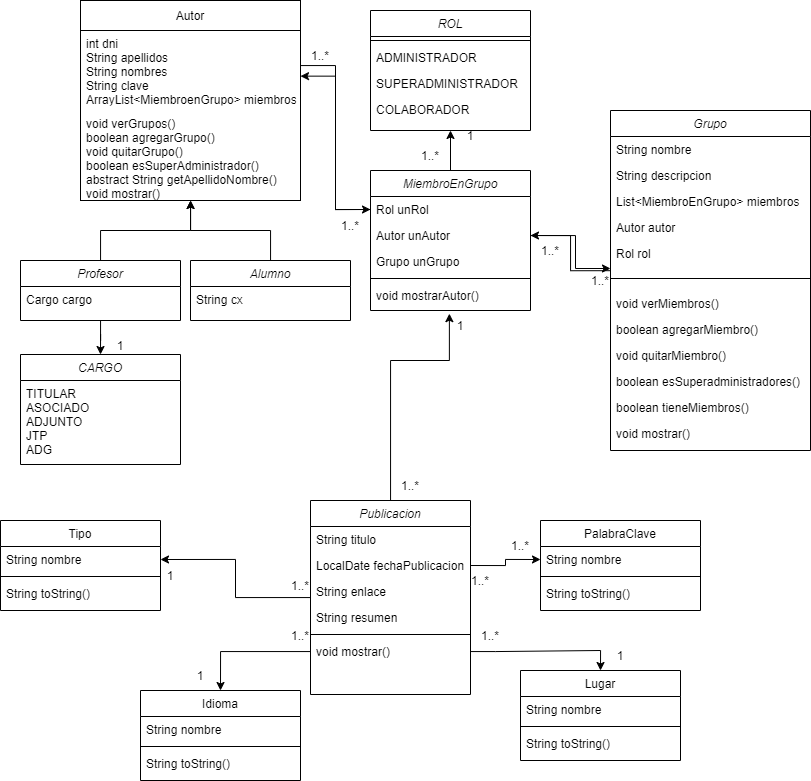 Autor
int dni
String apellidos
String nombres
String clave
ArrayList<MiembroenGrupo> miembros
void verGrupos()
boolean agregarGrupo()
void quitarGrupo()
boolean esSuperAdministrador()
abstract String getApellidoNombre()
void mostrar()
1..*
1..*
ROL
ADMINISTRADOR
SUPERADMINISTRADOR
COLABORADOR
1
1..*
MiembroEnGrupo
Rol unRol
Autor unAutor
Grupo unGrupo
void mostrarAutor()
1
1..*
1..*
Grupo
String nombre
String descripcion
List<MiembroEnGrupo> miembros
Autor autor
Rol rol
void verMiembros()
boolean agregarMiembro()
void quitarMiembro()
boolean esSuperadministradores()
boolean tieneMiembros()
void mostrar()
Profesor
Cargo cargo
Alumno
String cx
1
CARGO
TITULAR
ASOCIADO
ADJUNTO
JTP
ADG
1..*
Publicacion
String titulo
LocalDate fechaPublicacion
String enlace
String resumen
void mostrar()
Tipo
String nombre
String toString()
1
1..*
PalabraClave
String nombre
String toString()
1..*
1..*
1..*
1
Idioma
String nombre
String toString()
1..*
1
Lugar
String nombre
String toString()